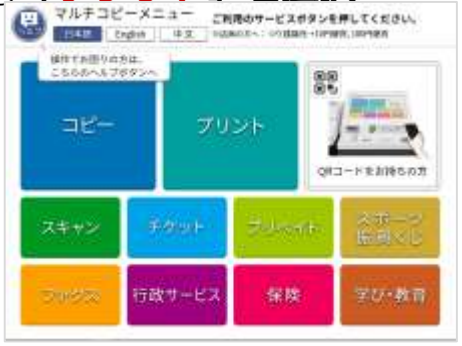 マルチコピーメニュー
ご利用のサービスボタンを押してください。
日本語 English 中文
操作でお困りの方は、
こちらのヘルプボタンへ
コピー
プリント
QRコードをお持ちの方
スキャン
チケット
プリペイド
スポーツ
振興くじ
ファックス
行政サービス
保険
学び・教育